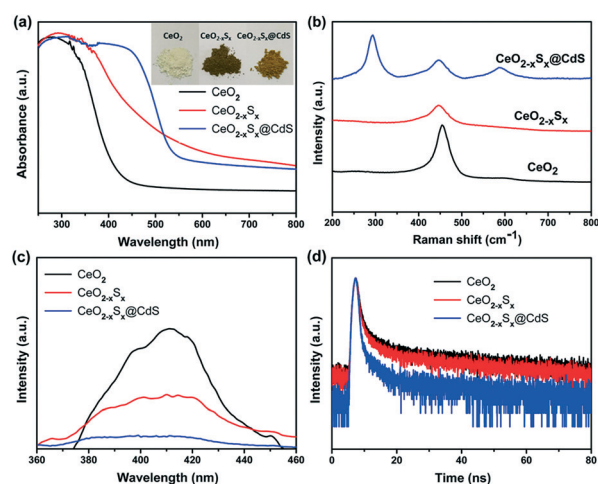 (a)
CeO2 CeO2-xSx CeO2-xSx@CdS
CeO2
CeO2-xSx
CeO2-xSx@CdS
Absorbance (a.u.)
300 400 500 600 700 800
Wavelength (nm)
(b)
CeO2-xSx@CdS
CeO2-xSx
CeO2
Intensity (a.u.)
200 300 400 500 600 700 800
Raman shift (cm-1)
(c)
CeO2
CeO2-xSx
CeO2-xSx@CdS
Intensity (a.u.)
360 380 400 420 440 460
Wavelength (nm)
(d)
CeO2
CeO2-xSx
CeO2-xSx@CdS
Intensity (a.u.)
0 20 40 60 80
Time (ns)